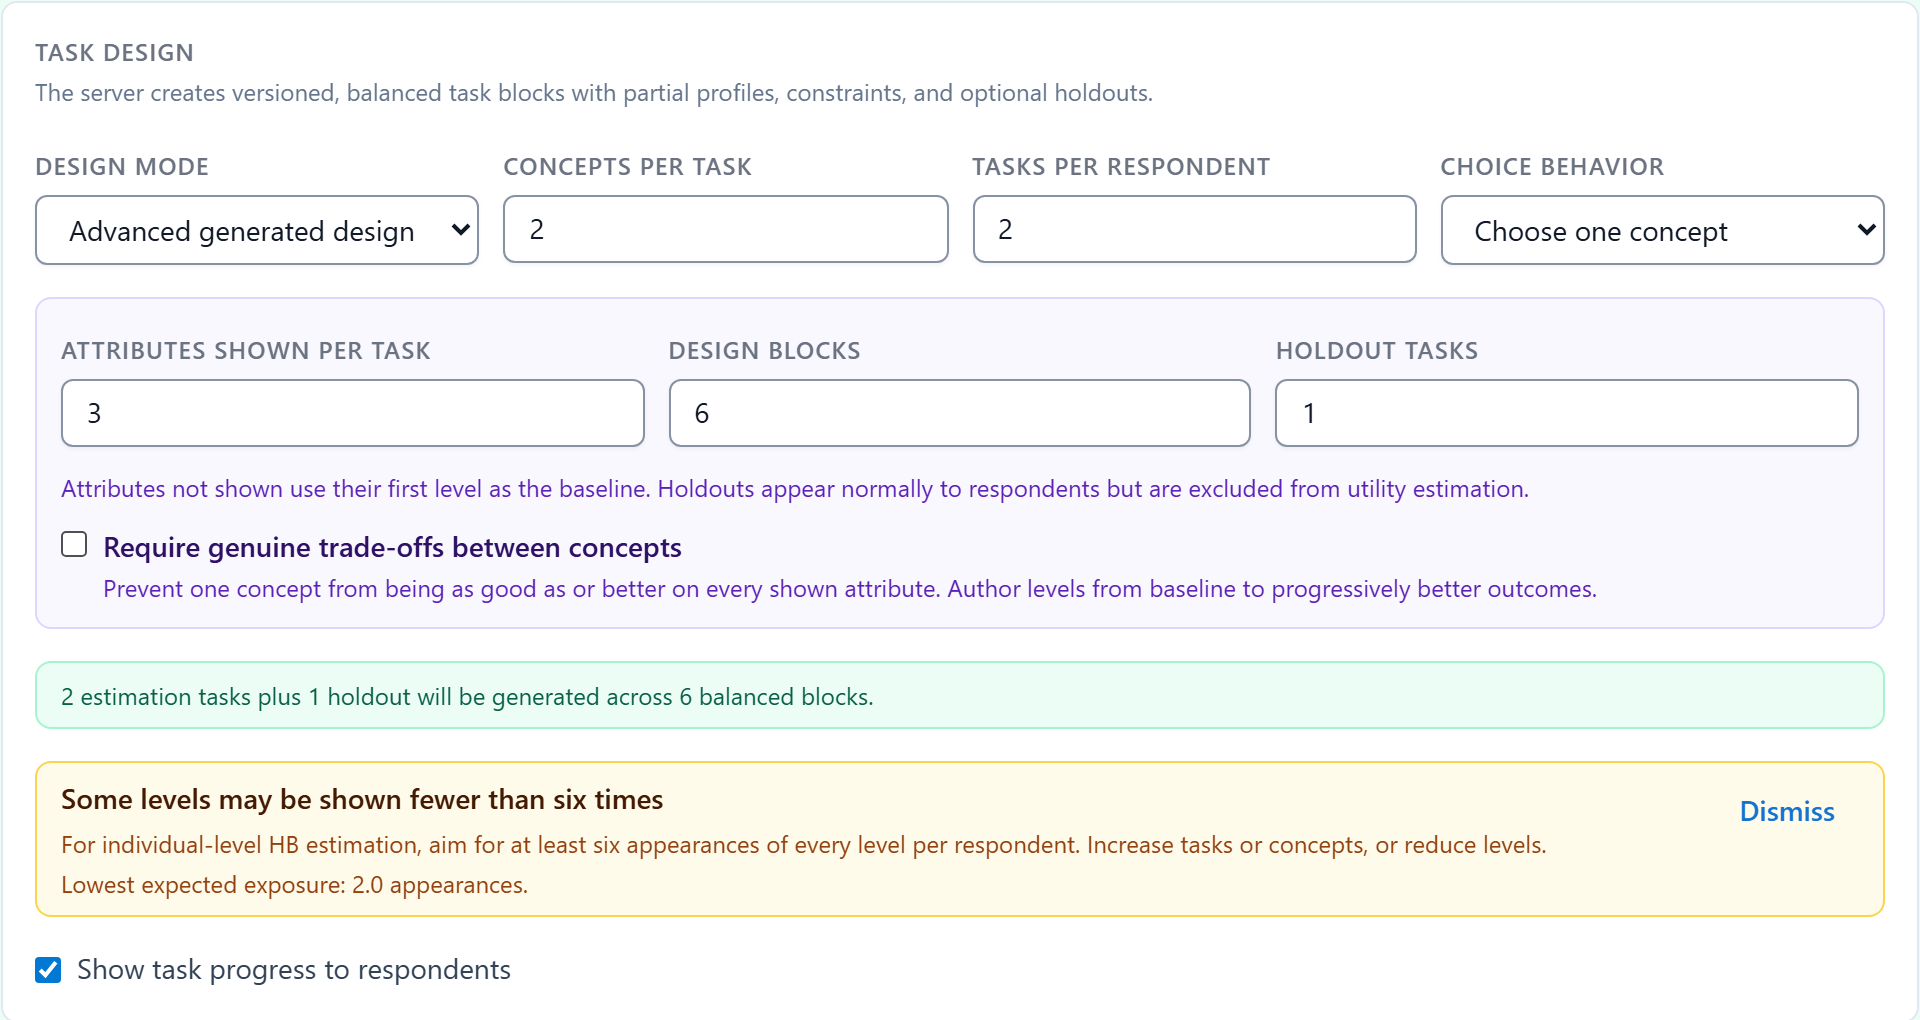 TASK DESIGN
The server creates versioned, balanced task blocks with partial profiles, constraints, and optional holdouts.
DESIGN MODE
Advanced generated design
CONCEPTS PER TASK
2
TASKS PER RESPONDENT
2
CHOICE BEHAVIOR
Choose one concept
ATTRIBUTES SHOWN PER TASK
3
DESIGN BLOCKS
6
HOLDOUT TASKS
1
Attributes not shown use their first level as the baseline. Holdouts appear normally to respondents but are excluded from utility estimation.
Require genuine trade-offs between concepts
Prevent one concept from being as good as or better on every shown attribute. Author levels from baseline to progressively better outcomes.
2 estimation tasks plus 1 holdout will be generated across 6 balanced blocks.
Some levels may be shown fewer than six times
Dismiss
For individual-level HB estimation, aim for at least six appearances of every level per respondent. Increase tasks or concepts, or reduce levels.
Lowest expected exposure: 2.0 appearances.
Show task progress to respondents